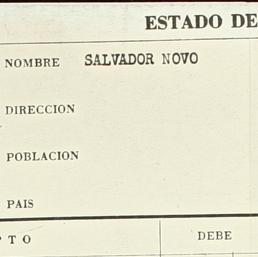 ESTADO DE
NOMBRE SALVADOR NOVO
DIRECCION
POBLACION
PAIS
P T O DEBE